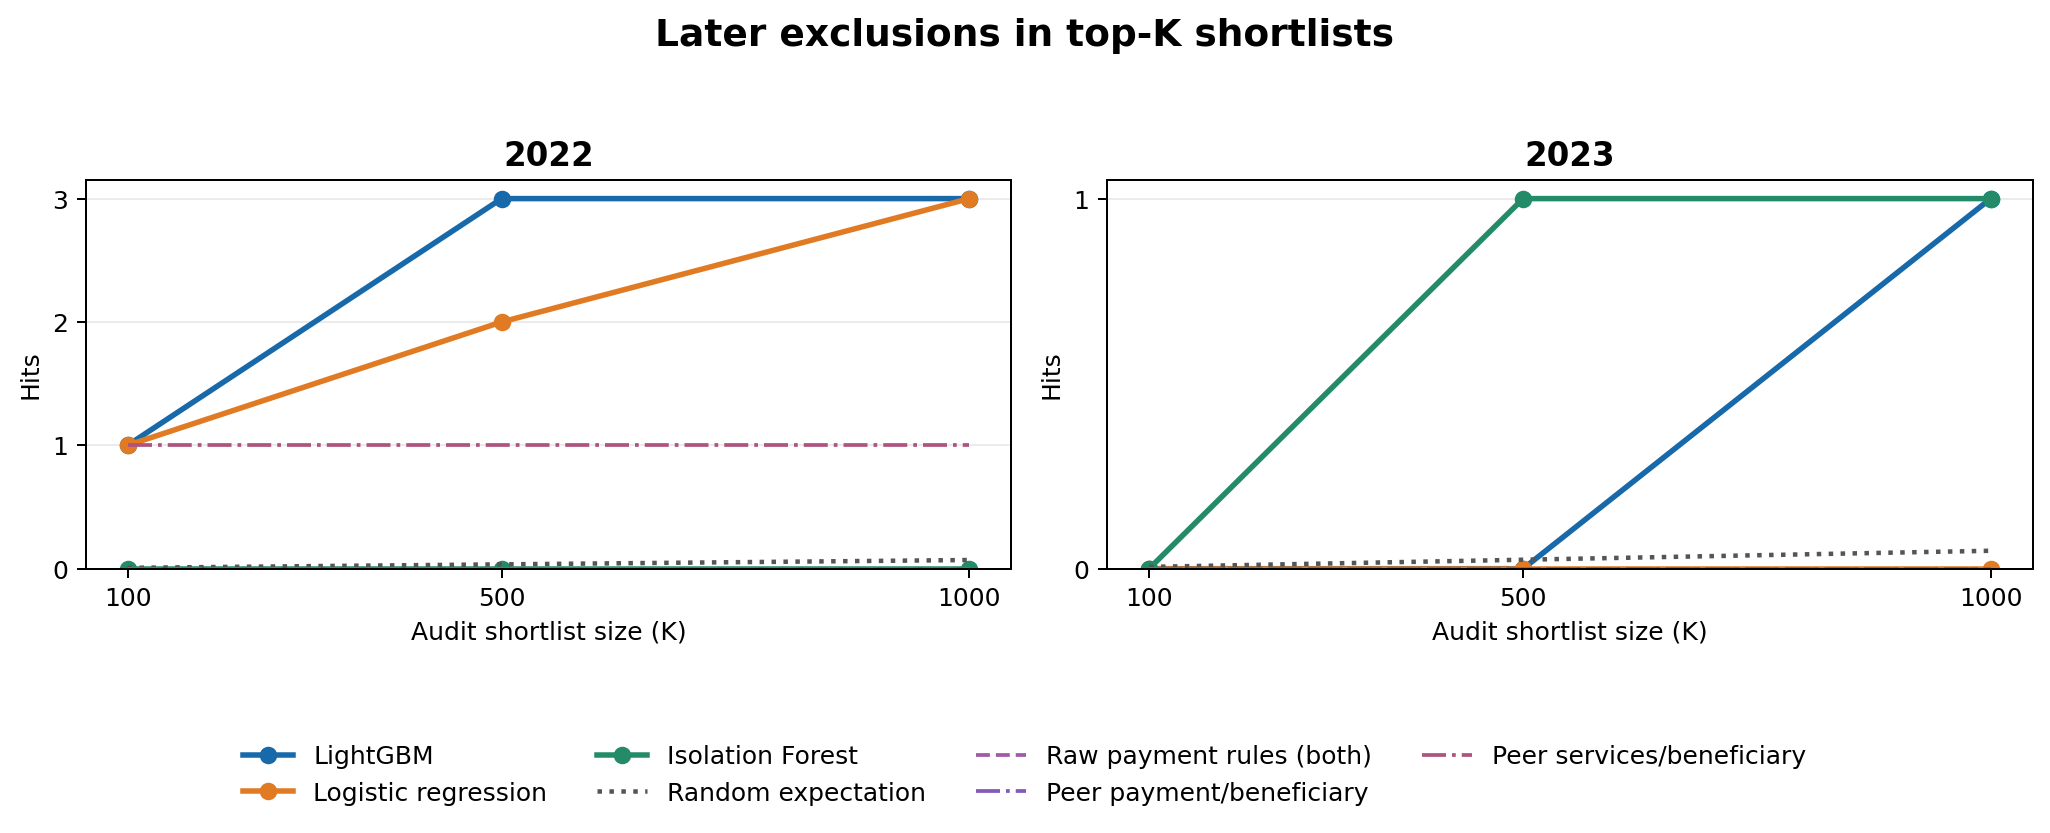 Later exclusions in top-K shortlists
2022
Hits
3
2
1
0
100 500 1000
Audit shortlist size (K)
2023
Hits
1
0
100 500 1000
Audit shortlist size (K)
LightGBM
Logistic regression
Isolation Forest
Random expectation
Raw payment rules (both)
Peer payment/beneficiary
Peer services/beneficiary